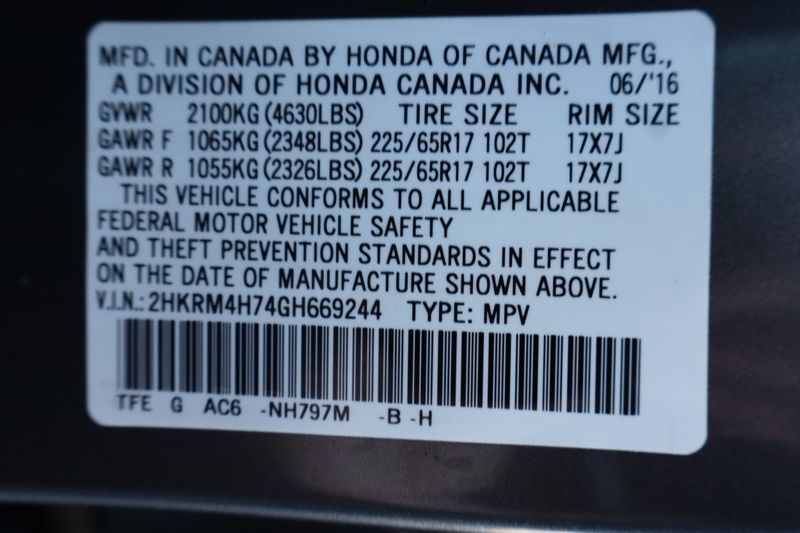 MFD. IN CANADA BY HONDA OF CANADA MFG.,
A DIVISION OF HONDA CANADA INC. 06/'16
GVWR 2100KG(4630LBS) TIRE SIZE RIM SIZE
GAWR F 1065KG(2348LBS) 225/65R17 102T 17X7J
GAWR R 1055KG(2326LBS) 225/65R17 102T 17X7J
THIS VEHICLE CONFORMS TO ALL APPLICABLE
FEDERAL MOTOR VEHICLE SAFETY
AND THEFT PREVENTION STANDARDS IN EFFECT
ON THE DATE OF MANUFACTURE SHOWN ABOVE.
V.I.N.:2HKRM4H74GH669244 TYPE: MPV
TFE G AC6 -NH797M -B -H